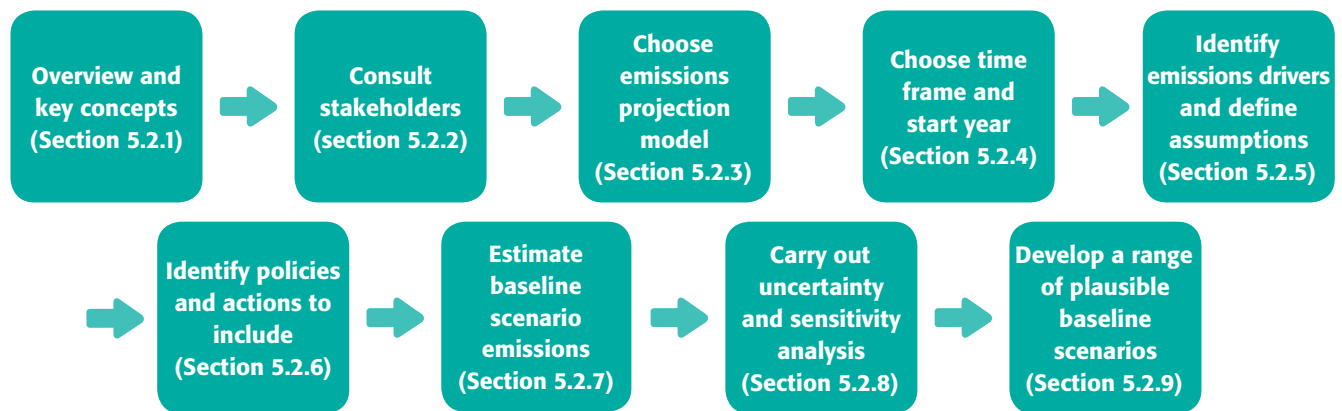 Overview and
key concepts
(Section 5.2.1)
Consult
stakeholders
(section 5.2.2)
Choose
emissions
projection
model
(Section 5.2.3)
Choose time
frame and
start year
(Section 5.2.4)
Identify
emissions drivers
and define
assumptions
(Section 5.2.5)
Identify policies
and actions to
include
(Section 5.2.6)
Estimate
baseline
scenario
emissions
(Section 5.2.7)
Carry out
uncertainty
and sensitivity
analysis
(Section 5.2.8)
Develop a range
of plausible
baseline
scenarios
(Section 5.2.9)